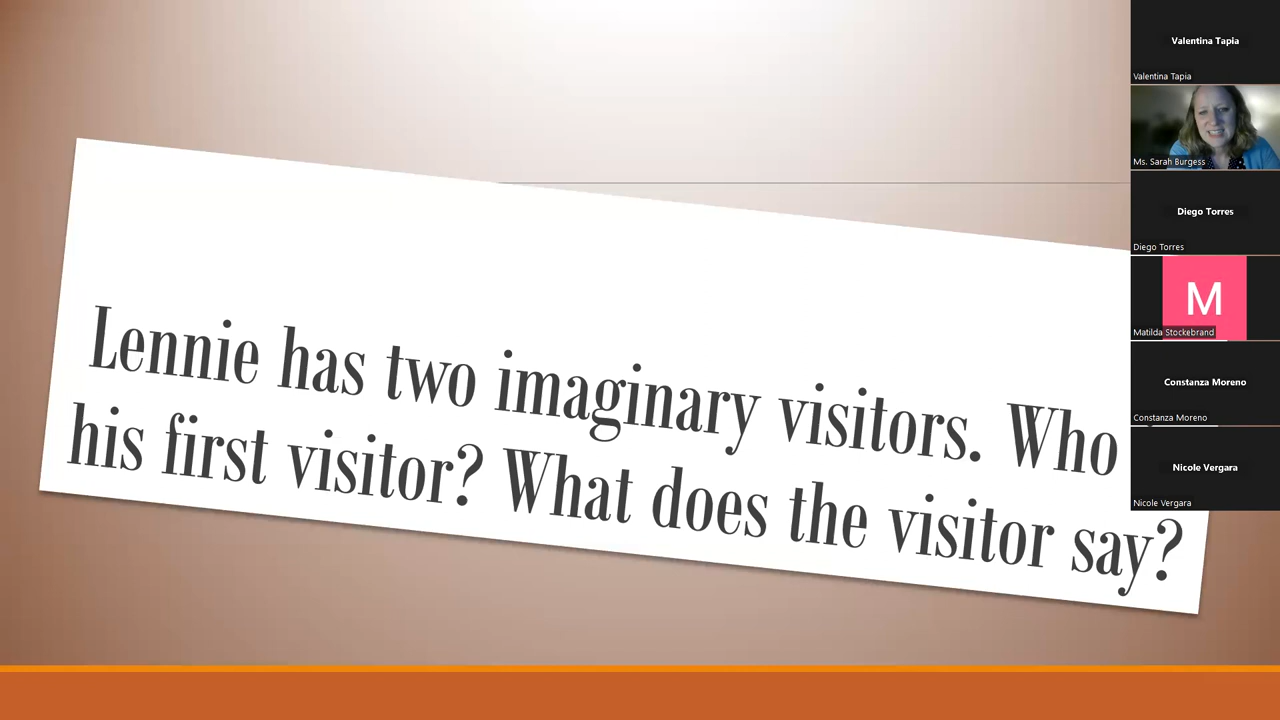 Lennie has two imaginary visitors. Who
his first visitor? What does the visitor say?
Valentina Tapia
Valentina Tapia
Ms. Sarah Burgess
Diego Torres
Diego Torres
M
Matilda Stockebrand
Constanza Moreno
Constanza Moreno
Nicole Vergara
Nicole Vergara